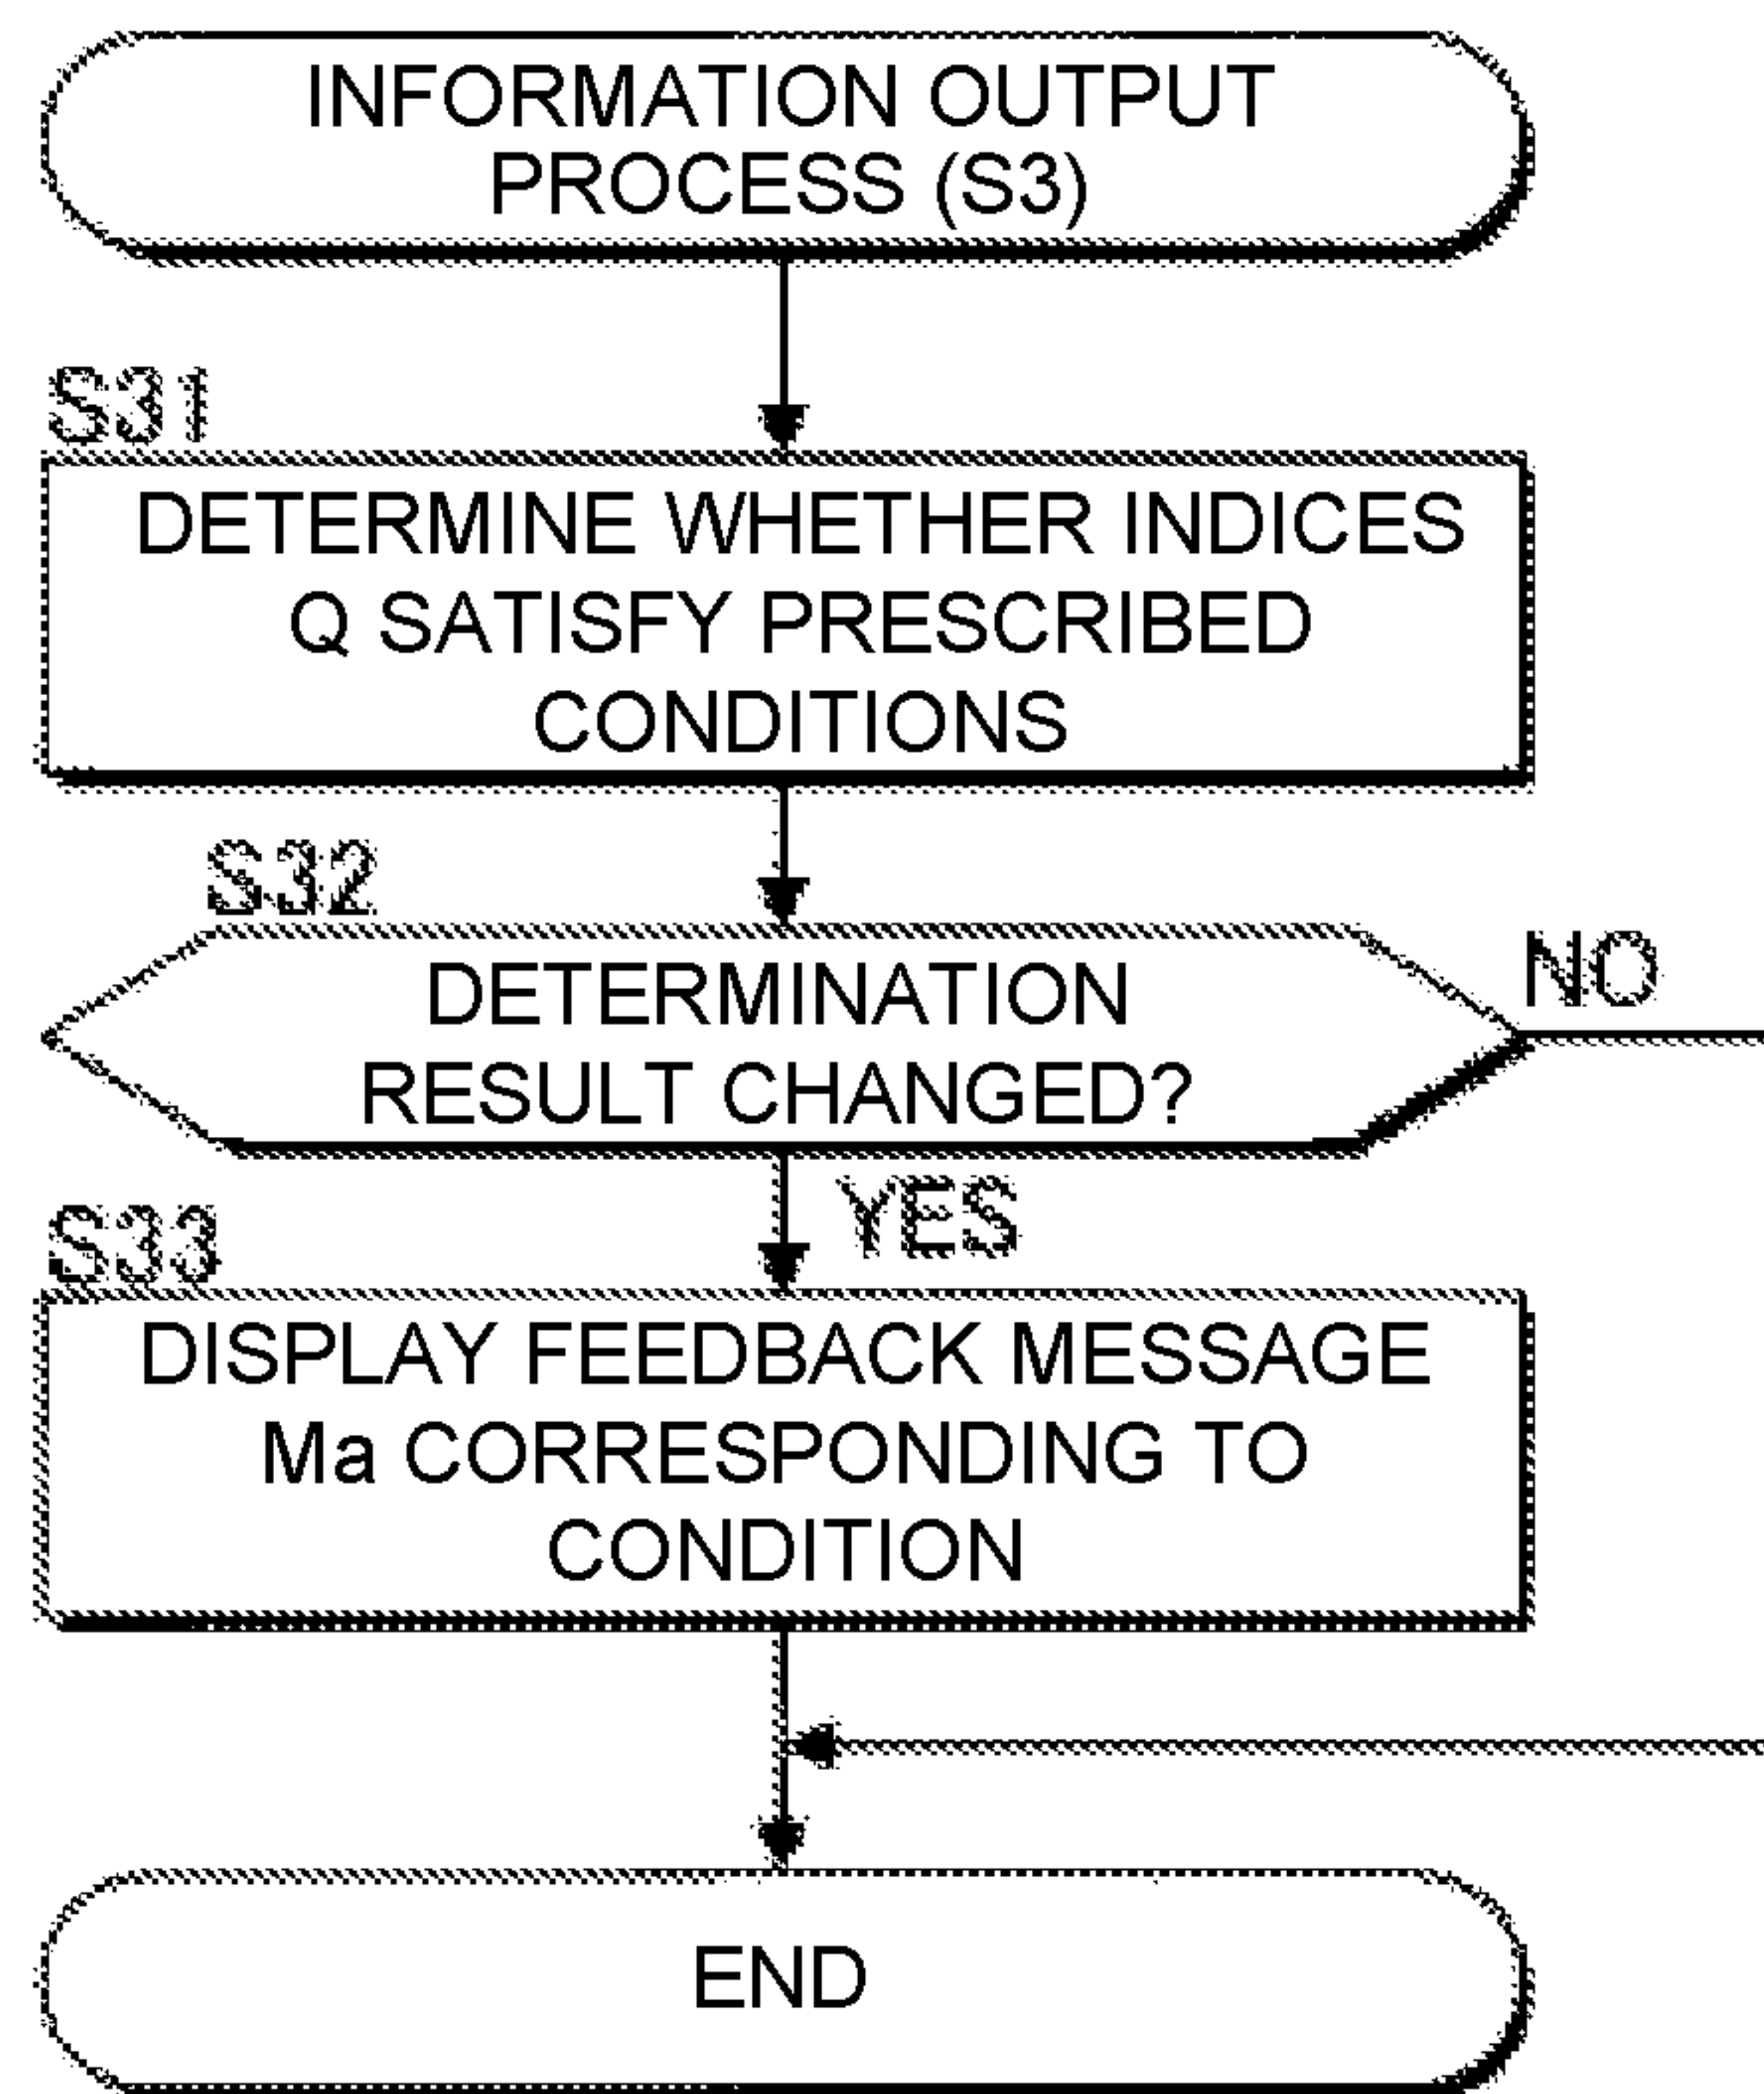 INFORMATION OUTPUT
PROCESS (S3)
S31
DETERMINE WHETHER INDICES
Q SATISFY PRESCRIBED
CONDITIONS
S32
DETERMINATION
RESULT CHANGED?
NO
YES
S33
DISPLAY FEEDBACK MESSAGE
Ma CORRESPONDING TO
CONDITION
END